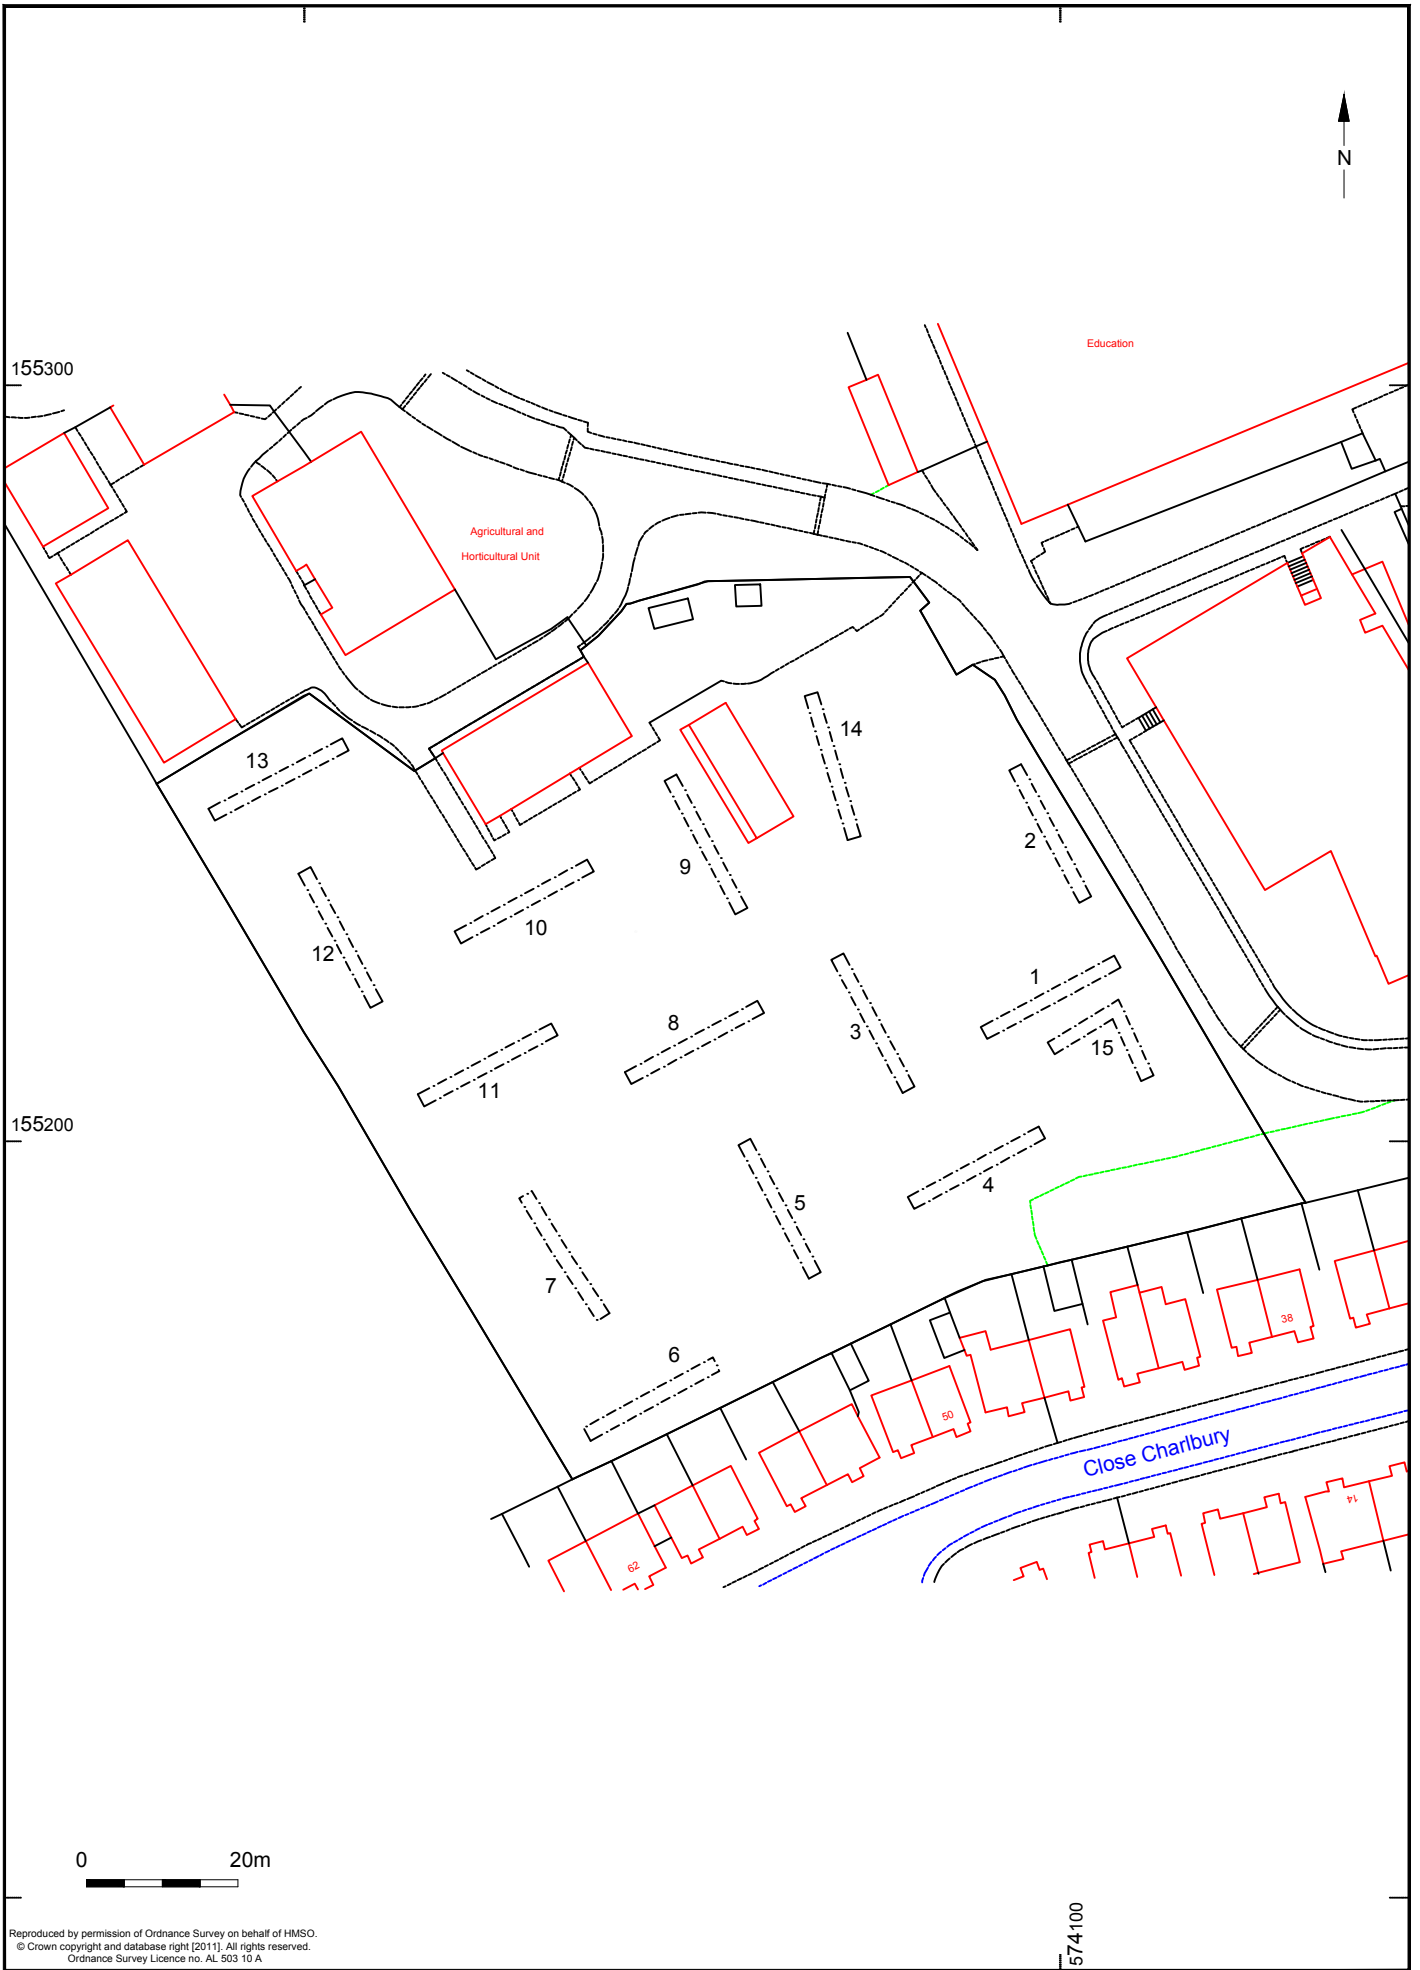 N
155300
Education
Agricultural and
Horticultural Unit
14
13
2
9
10
12
1
8
3
15
11
155200
4
5
7
6
38
50
Close Charlbury
14
62
0 20m
574100
Reproduced by permission of Ordnance Survey on behalf of HMSO.
© Crown copyright and database right [2011]. All rights reserved.
Ordnance Survey Licence no. AL 503 10 A